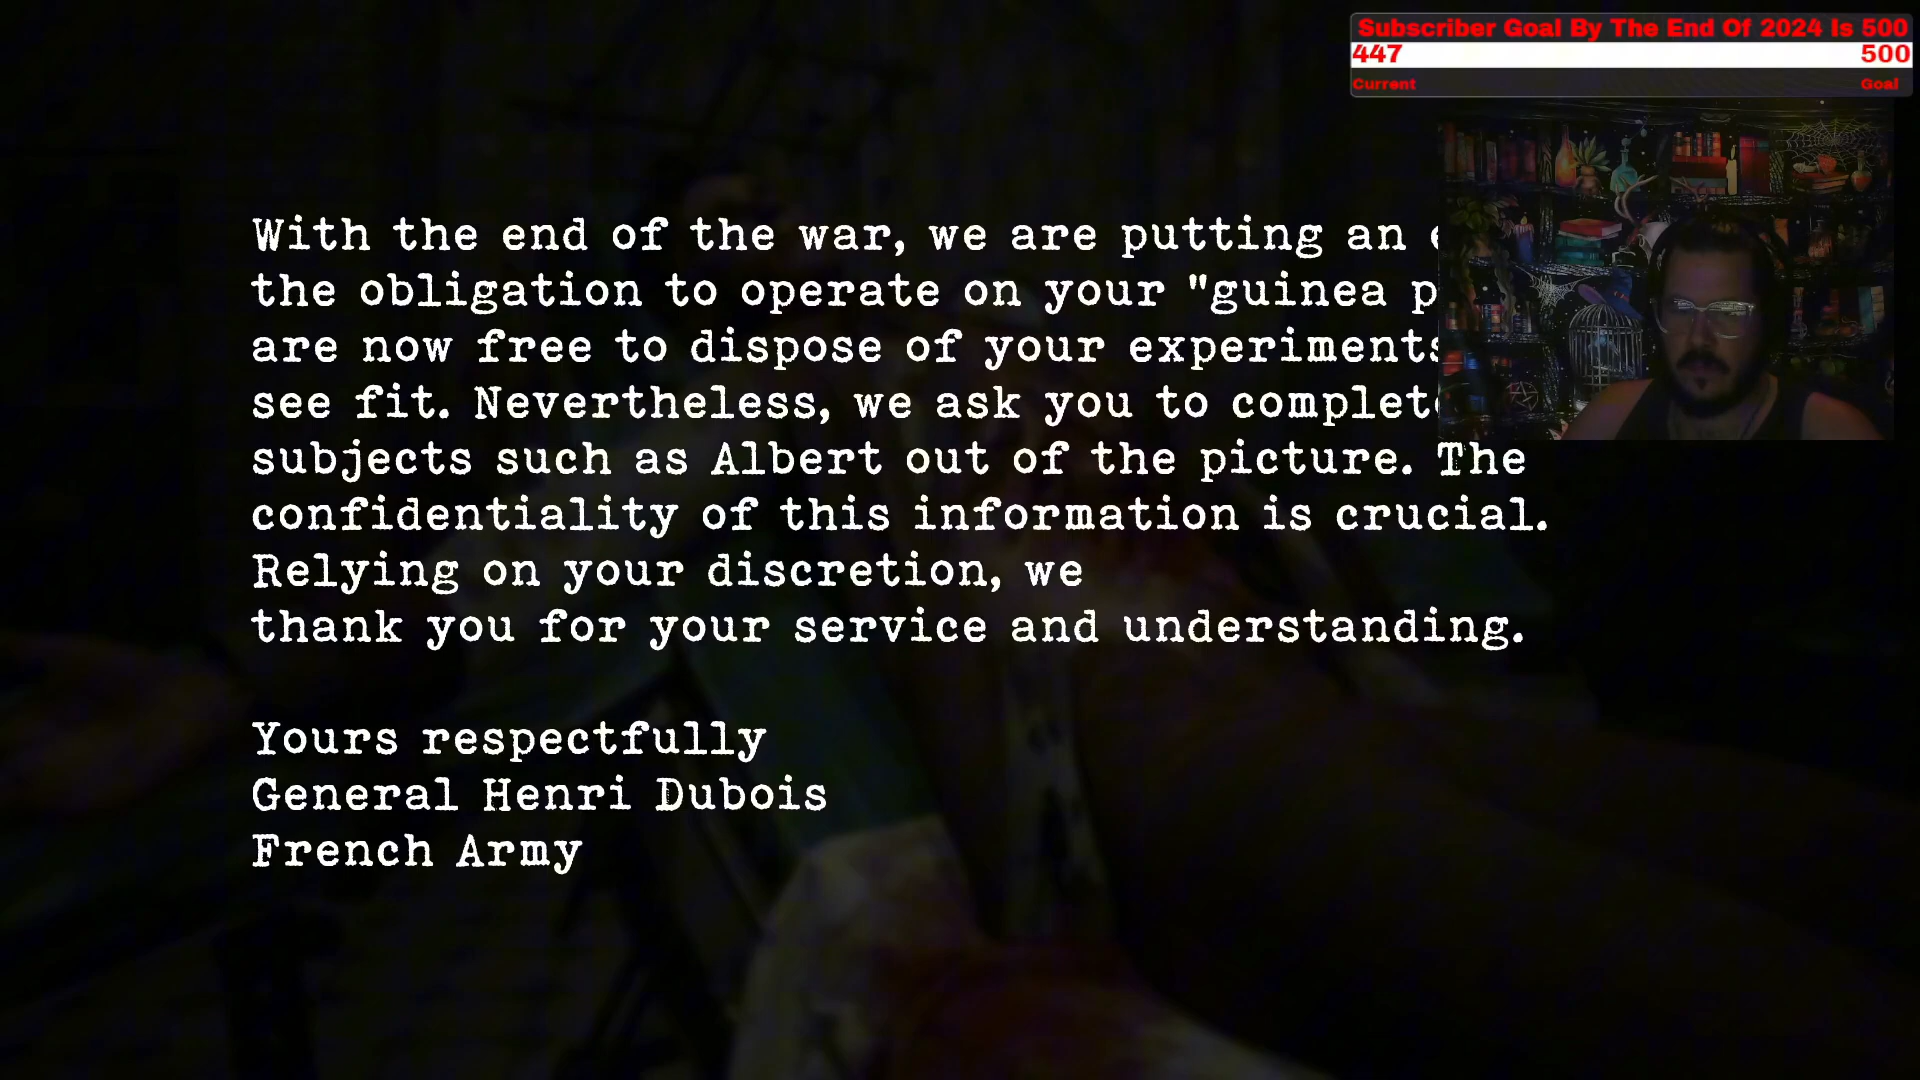 Subscriber Goal By The End Of 2024 Is 500
447 500
Current Goal
With the end of the war, we are putting an
the obligation to operate on your "guinea
are now free to dispose of your experiments
see fit. Nevertheless, we ask you to
subjects such as Albert out of the picture. The
confidentiality of this information is crucial.
Relying on your discretion, we
thank you for your service and understanding.
Yours respectfully
General Henri Dubois
French Army